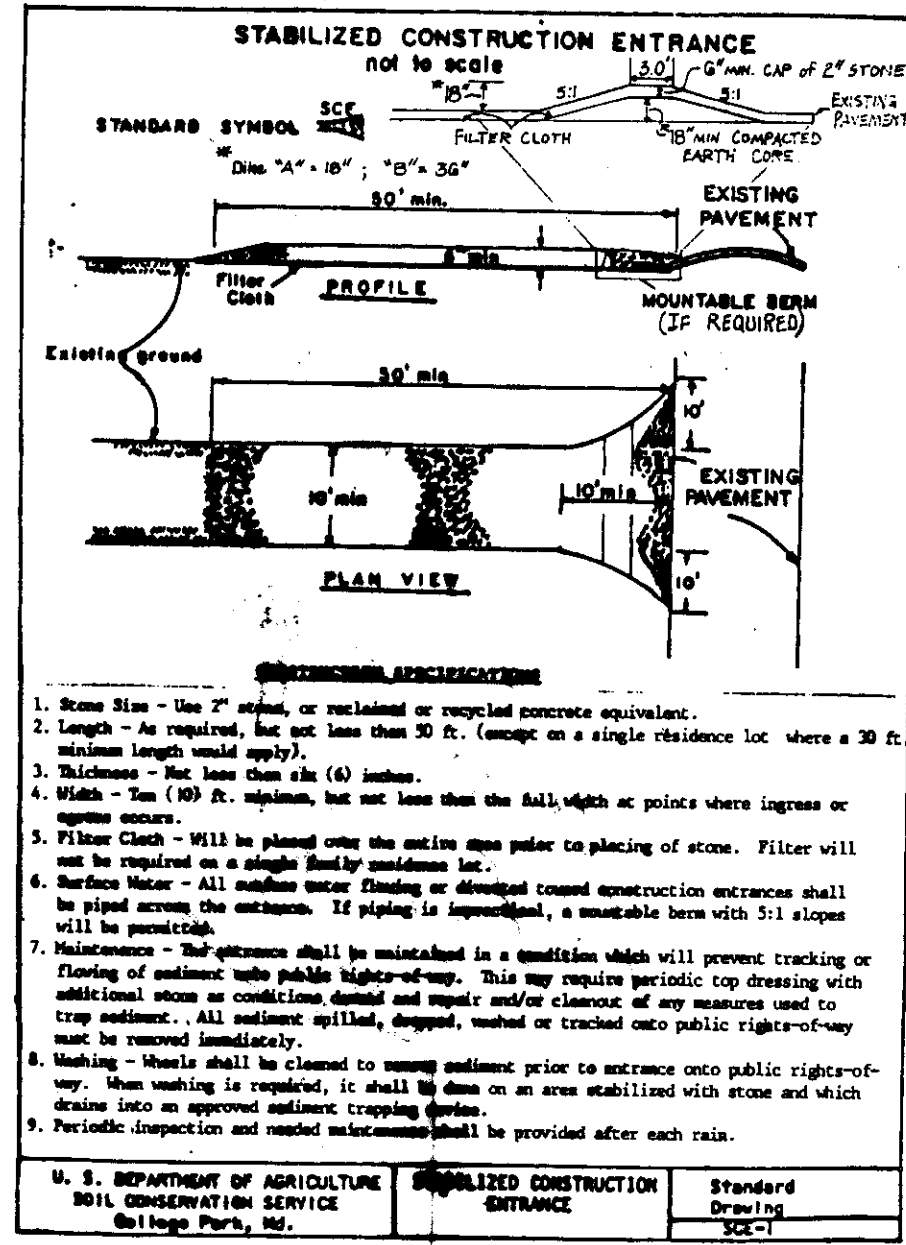 STABILIZED CONSTRUCTION ENTRANCE
not to scale
3.0'
6" MIN. CAP of 2" STONE
* 18"
5:1
5:1
EXISTING
PAVEMENT
STANDARD SYMBOL SCE
FILTER CLOTH
18" MIN COMPACTED
EARTH CORE
*
Dims "A" = 18" ; "B" = 36"
50' min.
EXISTING
PAVEMENT
6" min
Filter
Cloth
PROFILE
MOUNTABLE BERM
(IF REQUIRED)
Existing ground
50' min
10'
10' min
10' min
EXISTING
PAVEMENT
10'
PLAN VIEW
CONSTRUCTION SPECIFICATIONS
1. Stone Size - Use 2" stone, or reclaimed or recycled concrete equivalent.
2. Length - As required, but not less than 50 ft. (except on a single residence lot where a 30 ft.
minimum length would apply).
3. Thickness - Not less than six (6) inches.
4. Width - Ten (10) ft. minimum, but not less than the full width at points where ingress or
egress occurs.
5. Filter Cloth - Will be placed over the entire area prior to placing of stone. Filter will
not be required on a single family residence lot.
6. Surface Water - All surface water flowing or diverted toward construction entrances shall
be piped across the entrance. If piping is impractical, a mountable berm with 5:1 slopes
will be permitted.
7. Maintenance - The entrance shall be maintained in a condition which will prevent tracking or
flowing of sediment onto public rights-of-way. This may require periodic top dressing with
additional stone as conditions demand and repair and/or cleanout of any measures used to
trap sediment. All sediment spilled, dropped, washed or tracked onto public rights-of-way
must be removed immediately.
8. Washing - Wheels shall be cleaned to remove sediment prior to entrance onto public rights-of-
way. When washing is required, it shall be done on an area stabilized with stone and which
drains into an approved sediment trapping device.
9. Periodic inspection and needed maintenance shall be provided after each rain.
U. S. DEPARTMENT OF AGRICULTURE
SOIL CONSERVATION SERVICE
College Park, Md.
STABILIZED CONSTRUCTION
ENTRANCE
Standard
Drawing
SCE-1